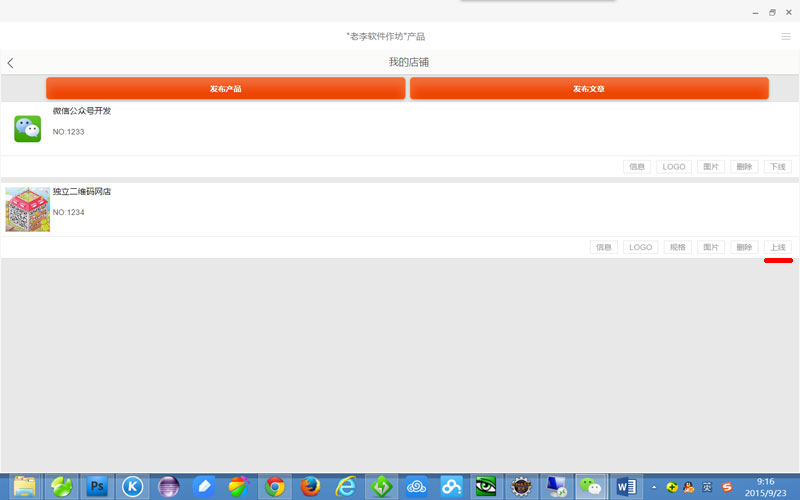 "老李软件作坊"产品
我的店铺
发布产品 发布文章
微信公众号开发
NO:1233
信息 LOGO 图片 删除 下线
独立二维码网店
NO:1234
信息 LOGO 规格 图片 删除 上线
Ps K W 英 S
9:16
2015/9/23